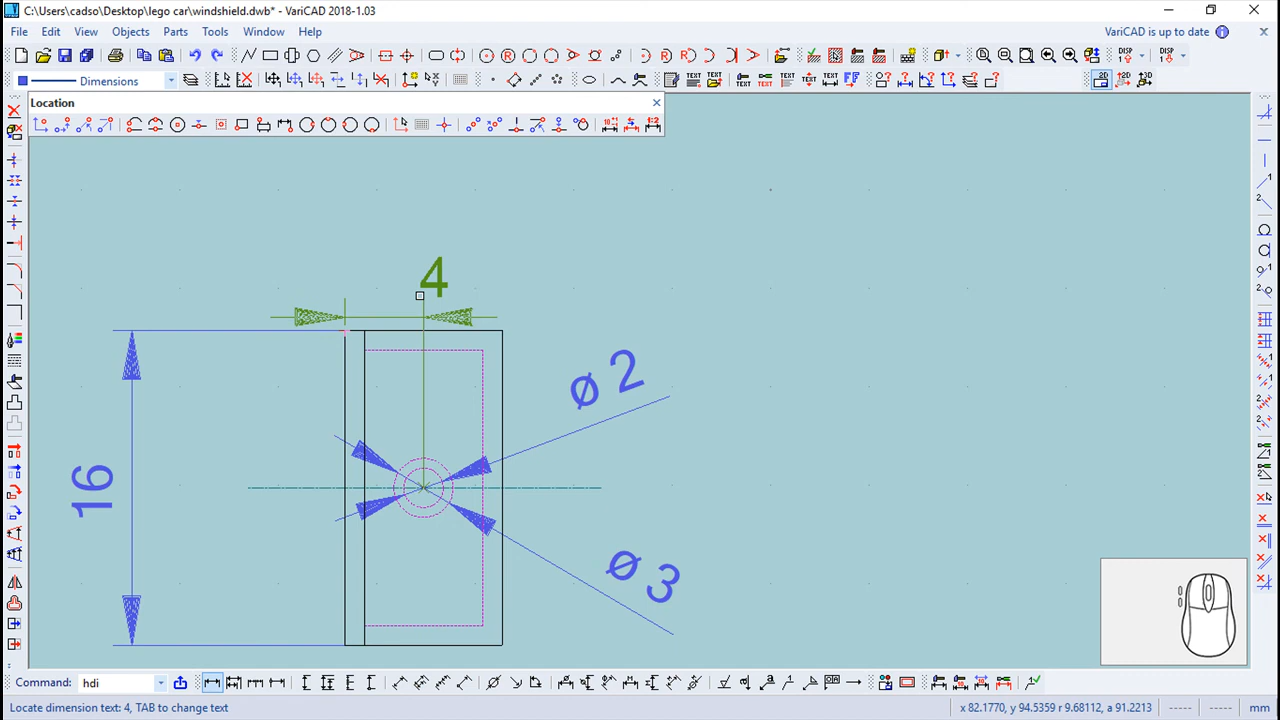 C:\Users\cadso\Desktop\lego car\windshield.dwb* - VariCAD 2018-1.03
File Edit View Objects Parts Tools Window Help
VariCAD is up to date
Dimensions
Location
4
ø 2
16
ø 3
Command: hdi
Locate dimension text: 4, TAB to change text
x 82.1770, y 94.5359 r 9.68112, a 91.2213
mm